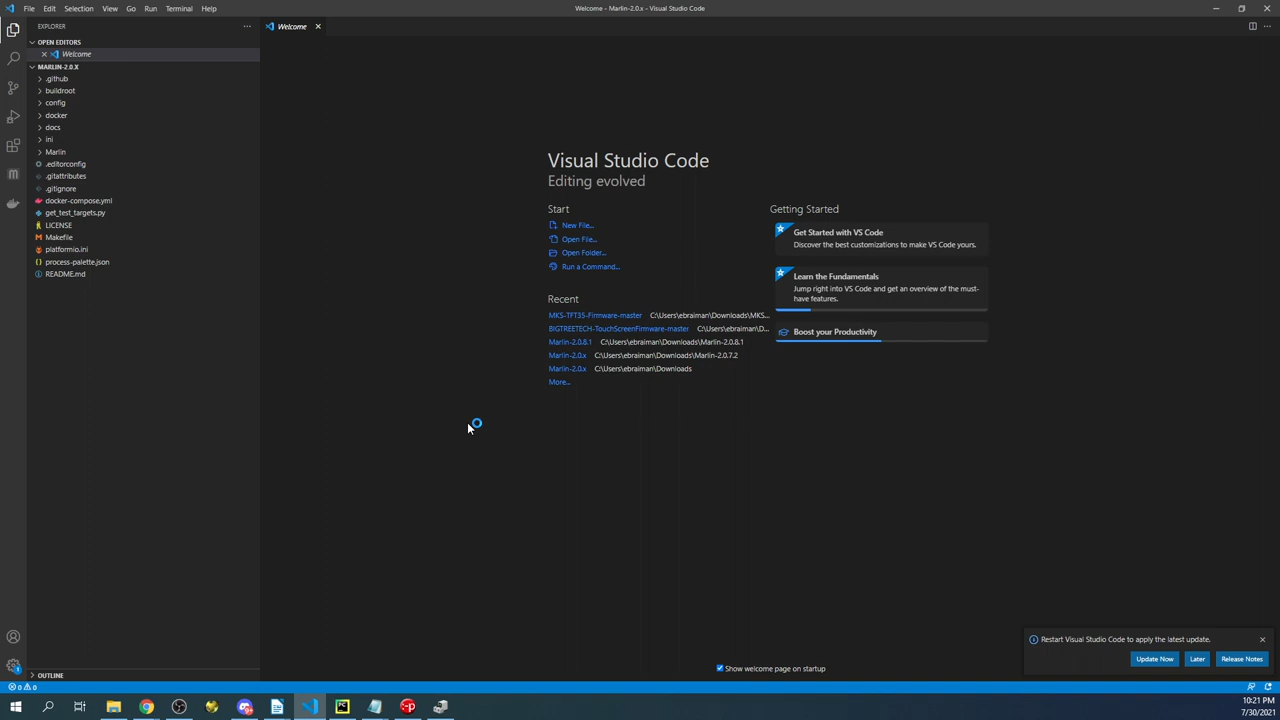 File Edit Selection View Go Run Terminal Help
Welcome - Marlin-2.0.x - Visual Studio Code
EXPLORER
Welcome
OPEN EDITORS
Welcome
MARLIN-2.0.X
.github
buildroot
config
docker
docs
ini
Marlin
.editorconfig
.gitattributes
.gitignore
docker-compose.yml
get_test_targets.py
LICENSE
Makefile
platformio.ini
process-palette.json
README.md
Visual Studio Code
Editing evolved
Start
New File...
Open File...
Open Folder...
Run a Command...
Recent
MKS-TFT35-Firmware-master C:\Users\ebraiman\Downloads\MKS...
BIGTREETECH-TouchScreenFirmware-master C:\Users\ebraiman\D...
Marlin-2.0.8.1 C:\Users\ebraiman\Downloads\Marlin-2.0.8.1
Marlin-2.0.x C:\Users\ebraiman\Downloads\Marlin-2.0.7.2
Marlin-2.0.x C:\Users\ebraiman\Downloads
More...
Getting Started
Get Started with VS Code
Discover the best customizations to make VS Code yours.
Learn the Fundamentals
Jump right into VS Code and get an overview of the must-
have features.
Boost your Productivity
Show welcome page on startup
Restart Visual Studio Code to apply the latest update.
Update Now Later Release Notes
OUTLINE
0 0
10:21 PM
7/30/2021